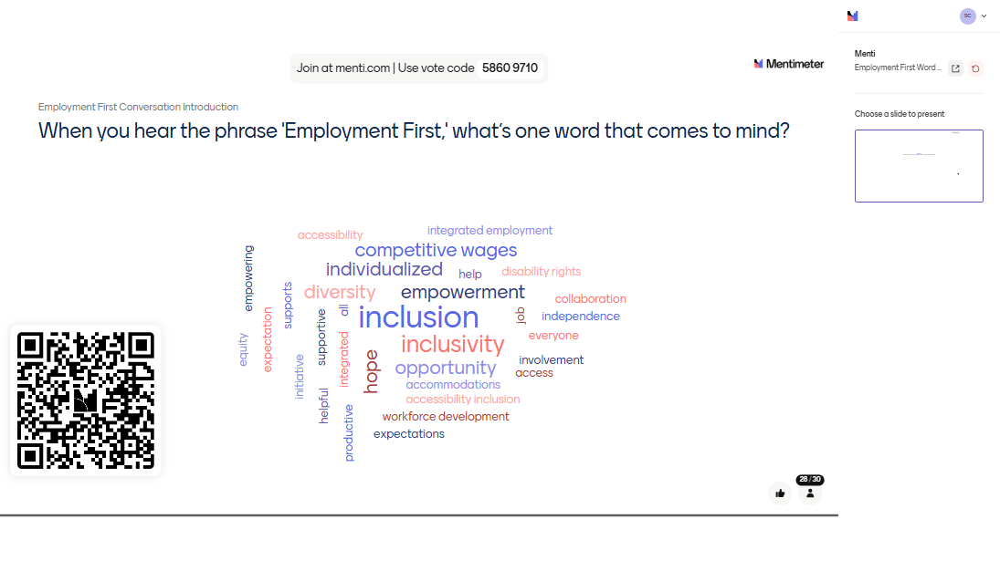 Join at menti.com | Use vote code 5860 9710
Mentimeter
Employment First Conversation Introduction
When you hear the phrase 'Employment First,' what's one word that comes to mind?
accessibility
integrated employment
competitive wages
empowering
individualized
help
disability rights
supports
diversity
empowerment
collaboration
expectation
supportive
all
inclusion
job
independence
equity
integrated
inclusivity
everyone
initiative
hope
opportunity
involvement
access
accommodations
helpful
accessibility inclusion
workforce development
productive
expectations
28 / 30
SC
Menti
Employment First Word ...
Choose a slide to present